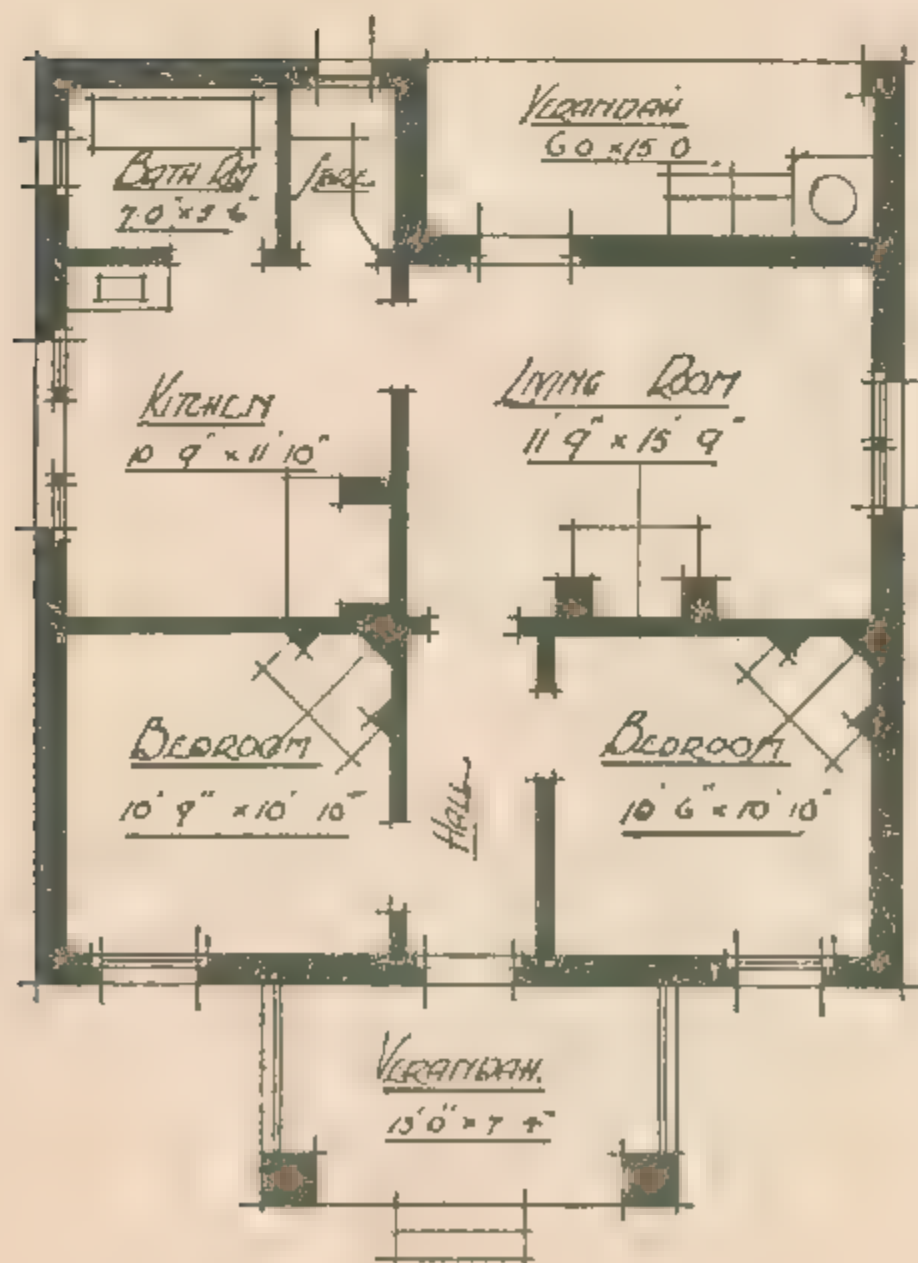 VERANDAH
6 0 × 15 0
BATH RM
7.0" × 5 6"
KITCHEN
10 9" × 11' 10"
LIVING ROOM
11' 9" × 15' 9"
BEDROOM
10' 9" × 10' 10"
HALL
BEDROOM
10' 6" × 10' 10"
VERANDAH.
13' 0" × 7 4"